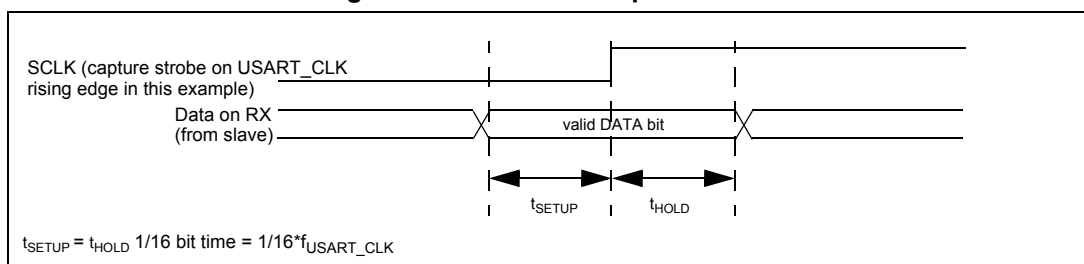 SCLK (capture strobe on USART_CLK
rising edge in this example)
Data on RX
(from slave)
valid DATA bit
tSETUP
tHOLD
tSETUP = tHOLD 1/16 bit time = 1/16*fUSART_CLK